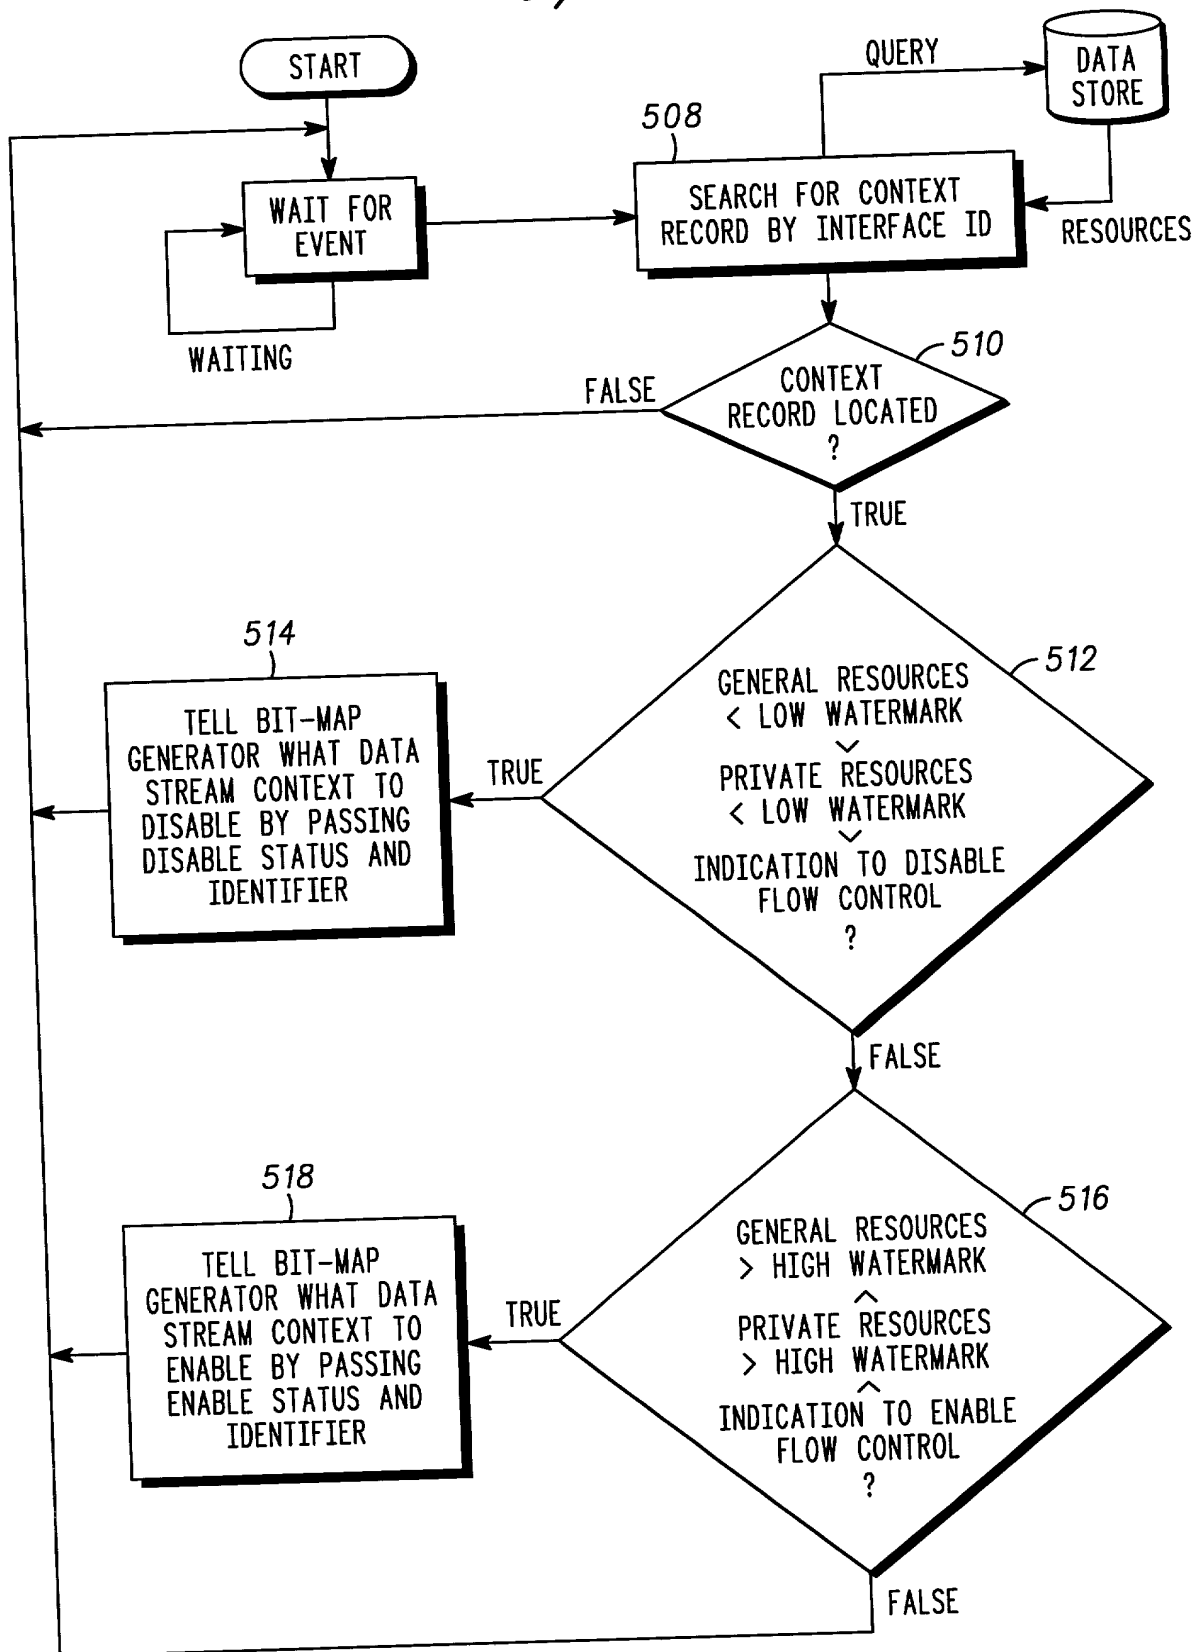 START
QUERY
DATA
STORE
508
WAIT FOR
EVENT
SEARCH FOR CONTEXT
RECORD BY INTERFACE ID
RESOURCES
WAITING
510
CONTEXT
RECORD LOCATED
?
FALSE
TRUE
512
GENERAL RESOURCES
< LOW WATERMARK
∨
PRIVATE RESOURCES
< LOW WATERMARK
∨
INDICATION TO DISABLE
FLOW CONTROL
?
TRUE
514
TELL BIT-MAP
GENERATOR WHAT DATA
STREAM CONTEXT TO
DISABLE BY PASSING
DISABLE STATUS AND
IDENTIFIER
FALSE
516
GENERAL RESOURCES
> HIGH WATERMARK
∧
PRIVATE RESOURCES
> HIGH WATERMARK
∧
INDICATION TO ENABLE
FLOW CONTROL
?
TRUE
518
TELL BIT-MAP
GENERATOR WHAT DATA
STREAM CONTEXT TO
ENABLE BY PASSING
ENABLE STATUS AND
IDENTIFIER
FALSE